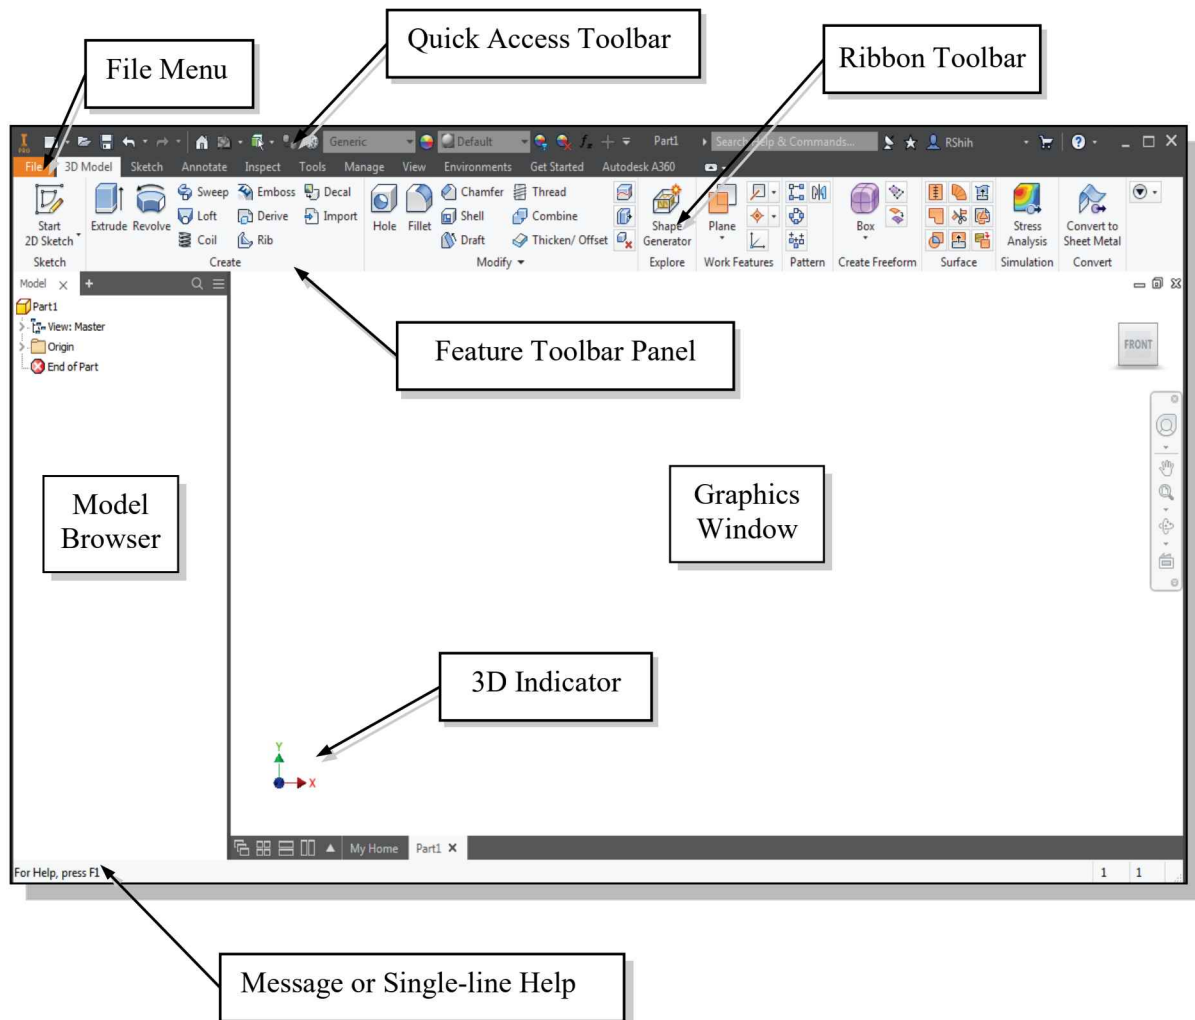 Quick Access Toolbar
File Menu
Ribbon Toolbar
I PRO
Generic
Default
fx
Part1
Search Help & Commands...
RShih
File 3D Model Sketch Annotate Inspect Tools Manage View Environments Get Started Autodesk A360
Start
2D Sketch
Sketch
Extrude Revolve
Sweep Emboss Decal
Loft Derive Import
Coil Rib
Create
Hole Fillet
Chamfer Thread
Shell Combine
Draft Thicken/ Offset
Modify
Shape
Generator
Explore
Plane
Work Features
Pattern
Box
Create Freeform
Surface
Stress
Analysis
Simulation
Convert to
Sheet Metal
Convert
Model
Part1
View: Master
Origin
End of Part
FRONT
Feature Toolbar Panel
Model
Browser
Graphics
Window
3D Indicator
Y
X
My Home Part1
For Help, press F1
1 1
Message or Single-line Help